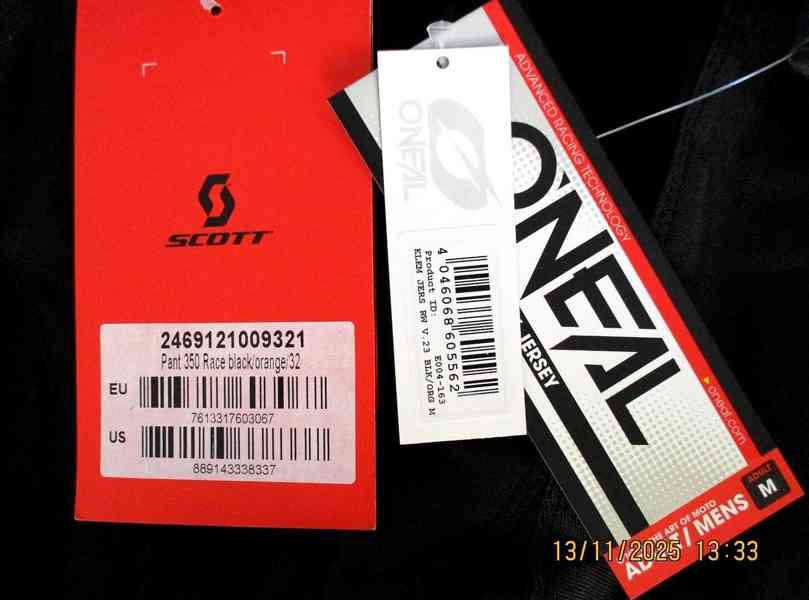 SCOTT
2469121009321
Pant 350 Race black/orange/32
EU
7613317603067
US
889143338337
ONEAL
4 046068 605562
Product ID: E004-163
ELEM JERS RW V.23 BLK/ORG M
ADVANCED RACING TECHNOLOGY
O'NEAL
JERSEY
oneal.com
ADULT
M
THE ART OF MOTO
/ MENS
13/11/2025 13:33